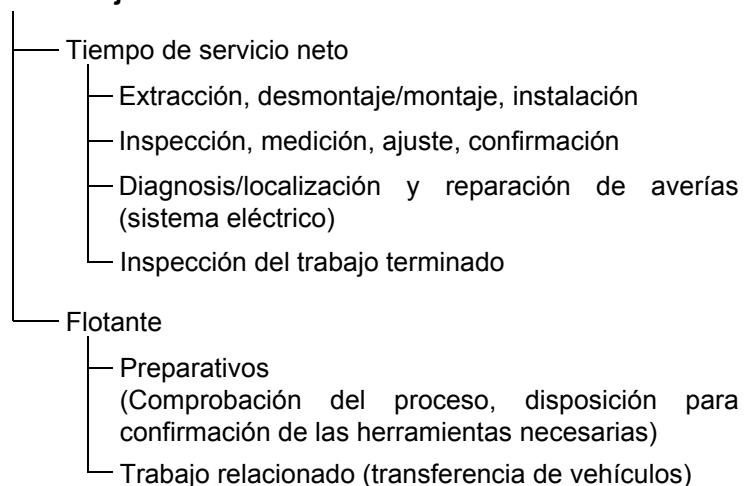 Tiempo de servicio neto
Extracción, desmontaje/montaje, instalación
Inspección, medición, ajuste, confirmación
Diagnosis/localización y reparación de averías
(sistema eléctrico)
Inspección del trabajo terminado
Flotante
Preparativos
(Comprobación del proceso, disposición para
confirmación de las herramientas necesarias)
Trabajo relacionado (transferencia de vehículos)